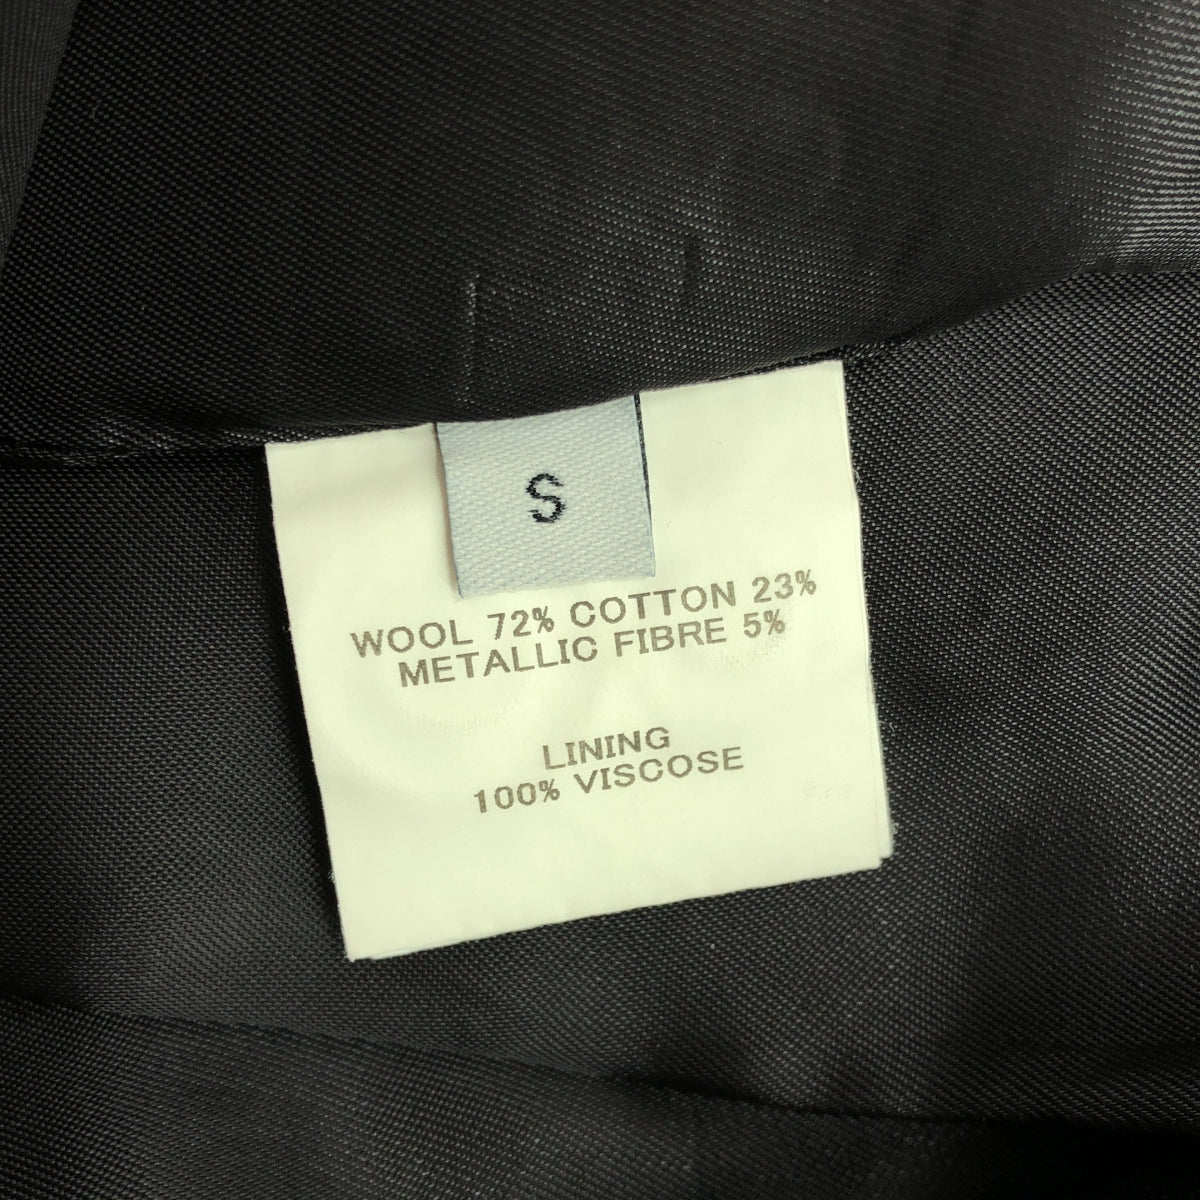 S
WOOL 72% COTTON 23%
METALLIC FIBRE 5%
LINING
100% VISCOSE